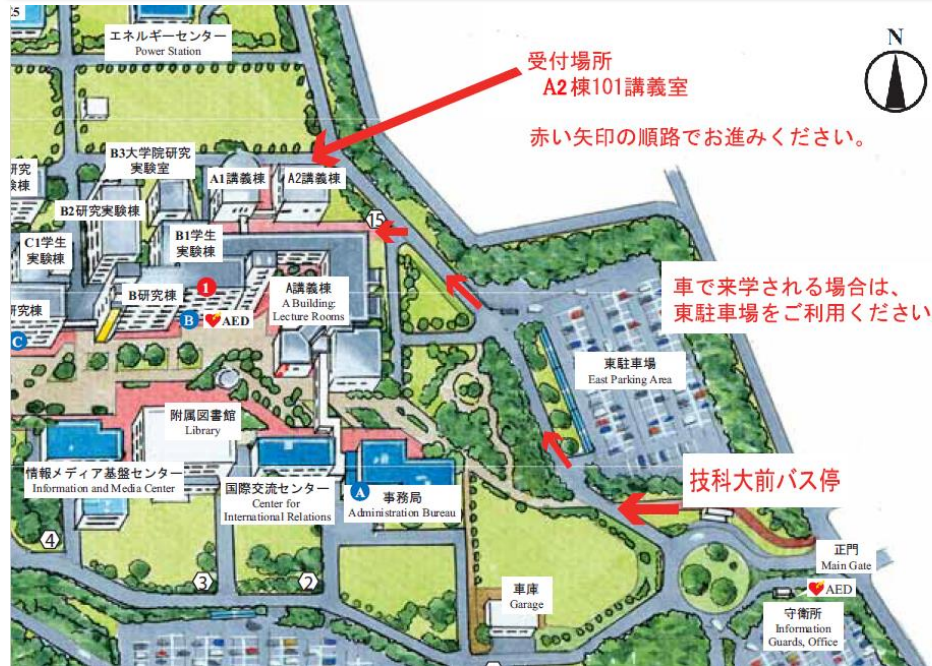 エネルギーセンター
Power Station
受付場所
A2棟101講義室
N
赤い矢印の順路でお進みください。
B3大学院研究
実験室
A1講義棟
A2講義棟
B2研究実験棟
15
C1学生
実験棟
B1学生
実験棟
1
B研究棟
A講義棟
A Building:
Lecture Rooms
B
AED
C
車で来学される場合は、
東駐車場をご利用ください
東駐車場
East Parking Area
附属図書館
Library
情報メディア基盤センター
Information and Media Center
国際交流センター
Center for
International Relations
A
事務局
Administration Bureau
技科大前バス停
4
3
2
車庫
Garage
正門
Main Gate
AED
守衛所
Information
Guards, Office